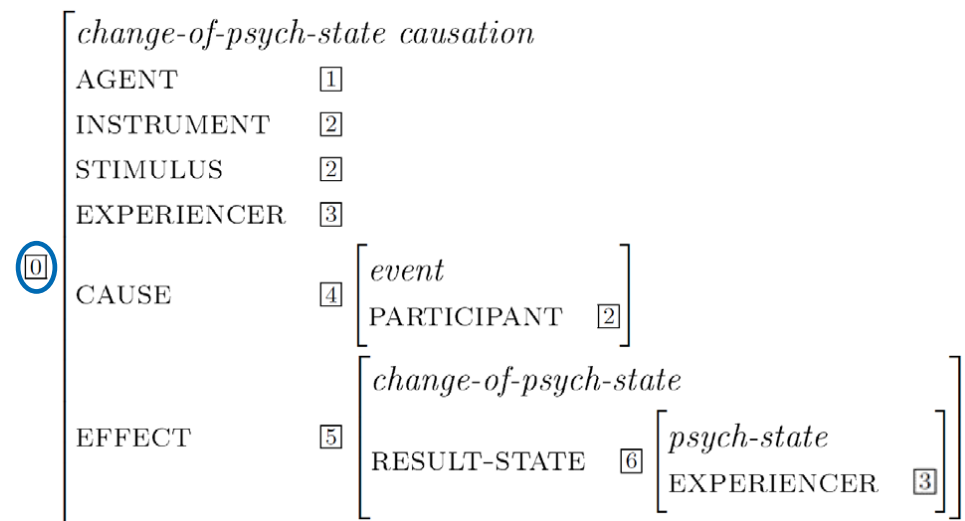 change-of-psych-state causation
AGENT 1
INSTRUMENT 2
STIMULUS 2
EXPERIENCER 3
0
CAUSE 4
event
PARTICIPANT 2
EFFECT 5
change-of-psych-state
RESULT-STATE 6
psych-state
EXPERIENCER 3